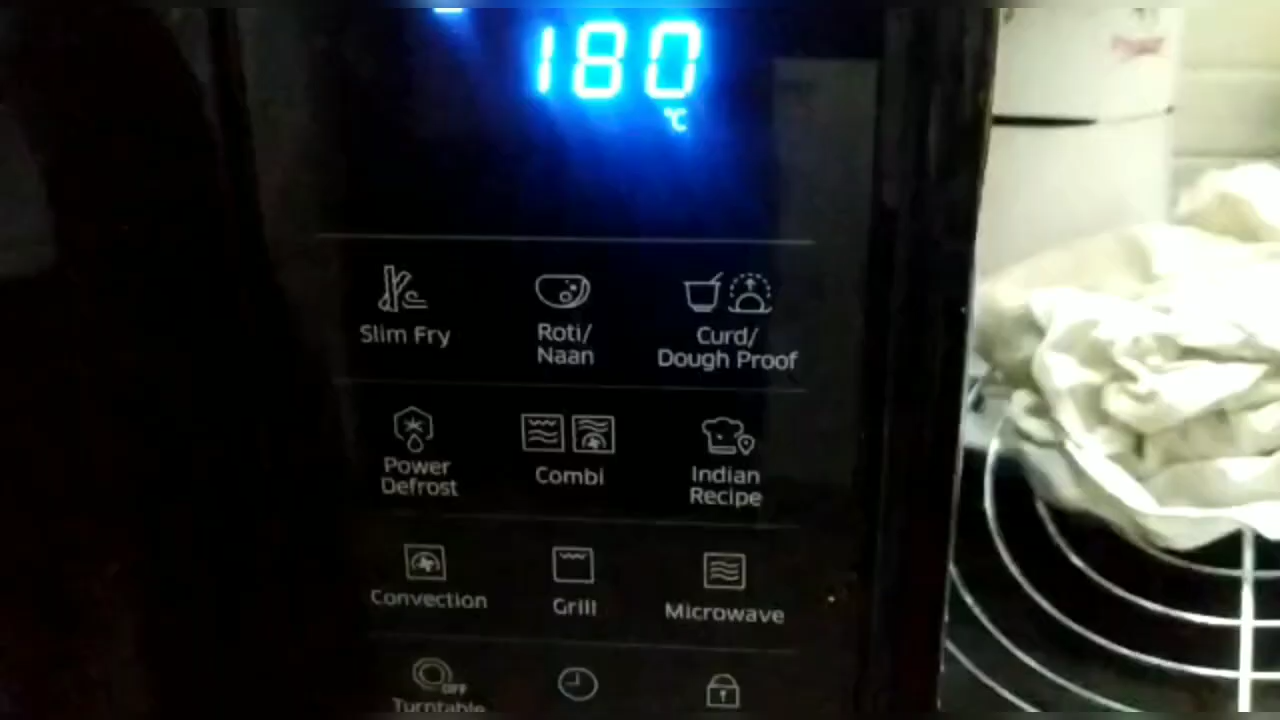 180
°C
Slim Fry
Roti/
Naan
Curd/
Dough Proof
Power
Defrost
Combi
Indian
Recipe
Convection
Grill
Microwave
OFF
Turntable